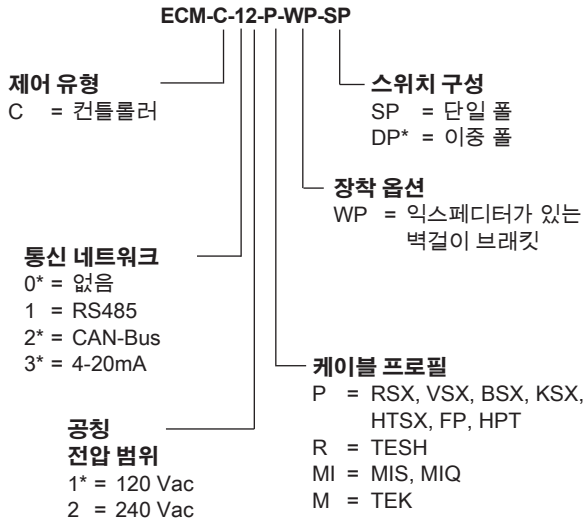 ECM-C-12-P-WP-SP
제어 유형
C = 컨틀롤러
스위치 구성
SP = 단일 폴
DP* = 이중 폴
장착 옵션
WP = 익스페디터가 있는
벽걸이 브래킷
통신 네트워크
0* = 없음
1 = RS485
2* = CAN-Bus
3* = 4-20mA
케이블 프로필
P = RSX, VSX, BSX, KSX,
HTSX, FP, HPT
R = TESH
MI = MIS, MIQ
M = TEK
공칭
전압 범위
1* = 120 Vac
2 = 240 Vac